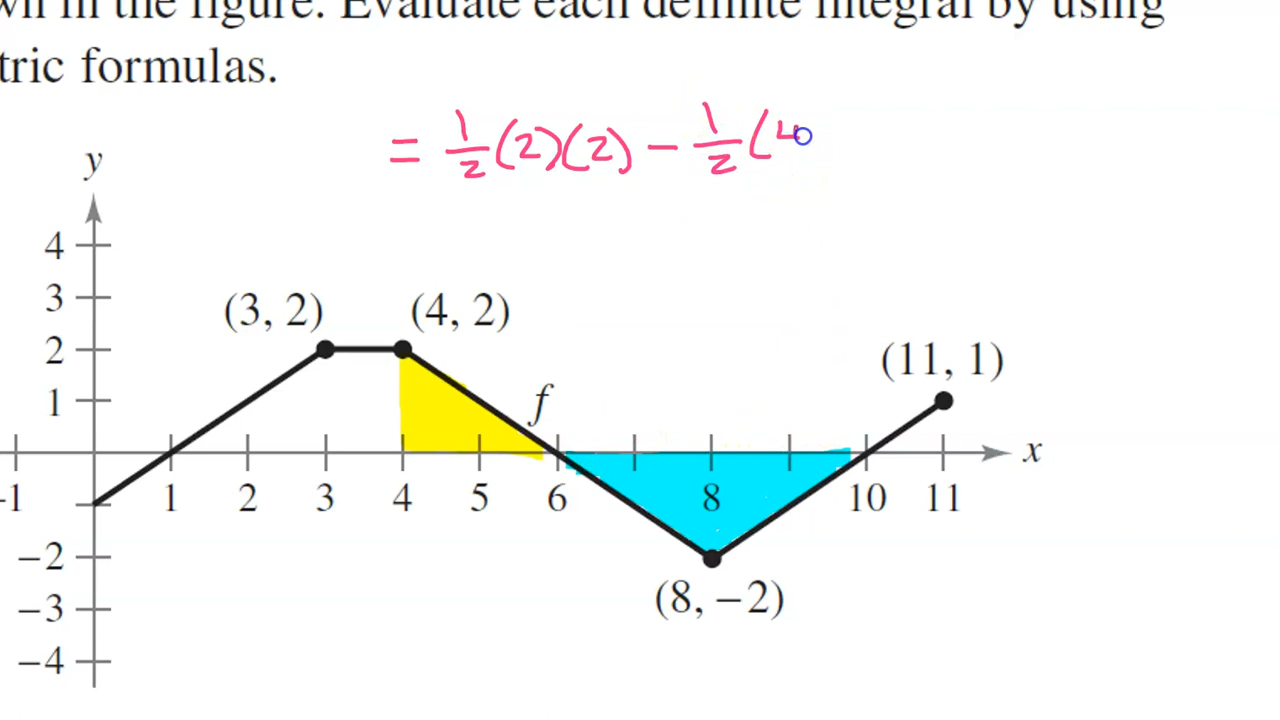 wn in the figure. Evaluate each definite integral by using
tric formulas.
= 1/2 (2)(2) − 1/2 (4
y
4
3
(3, 2) (4, 2)
2
(11, 1)
1
f
x
-1 1 2 3 4 5 6 8 10 11
−2
(8, −2)
−3
−4